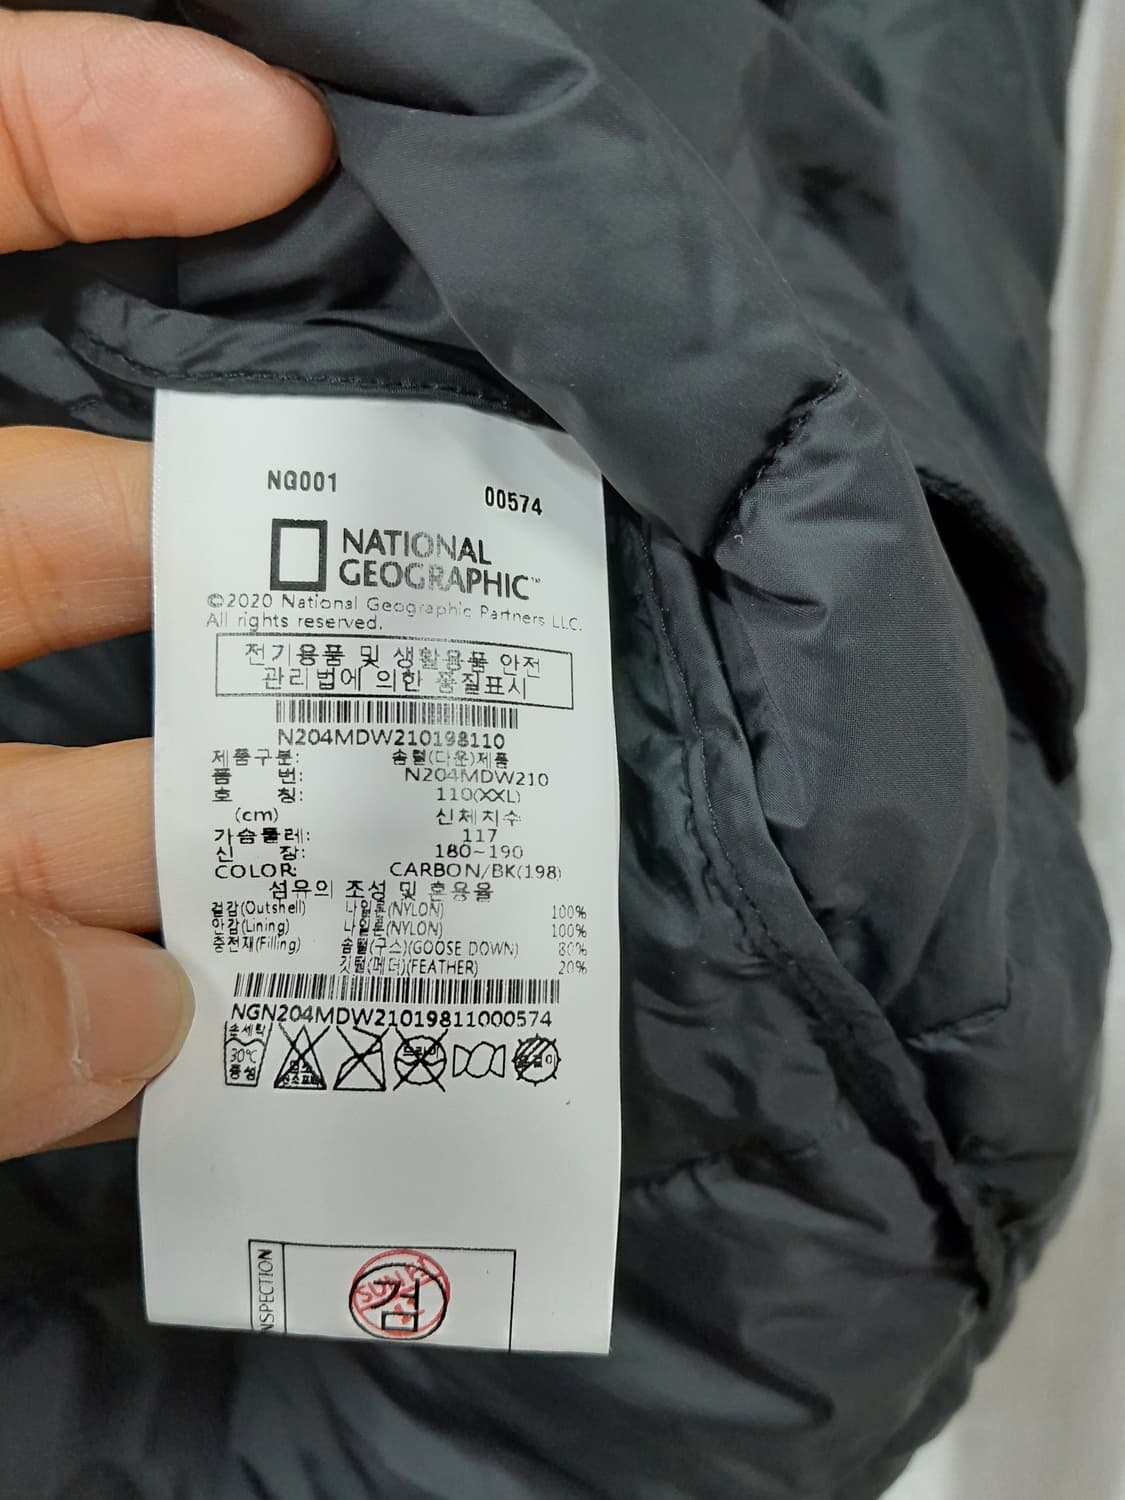 NG001
00574
NATIONAL
GEOGRAPHIC™
©2020 National Geographic Partners LLC.
All rights reserved.
전기용품 및 생활용품 안전
관리법에 의한 품질표시
N204MDW210198110
제품구분: 솜털(다운)제품
품 번: N204MDW210
호 칭: 110(XXL)
(cm) 신체치수
가슴둘레: 117
신 장: 180~190
COLOR: CARBON/BK(198)
섬유의 조성 및 혼용율
겉감(Outshell) 나일론(NYLON) 100%
안감(Lining) 나일론(NYLON) 100%
충전재(Filling) 솜털(구스)(GOOSE DOWN) 80%
깃털(페더)(FEATHER) 20%
NGN204MDW21019811000574
손세탁
30℃
중성
드라이
NSPECTION